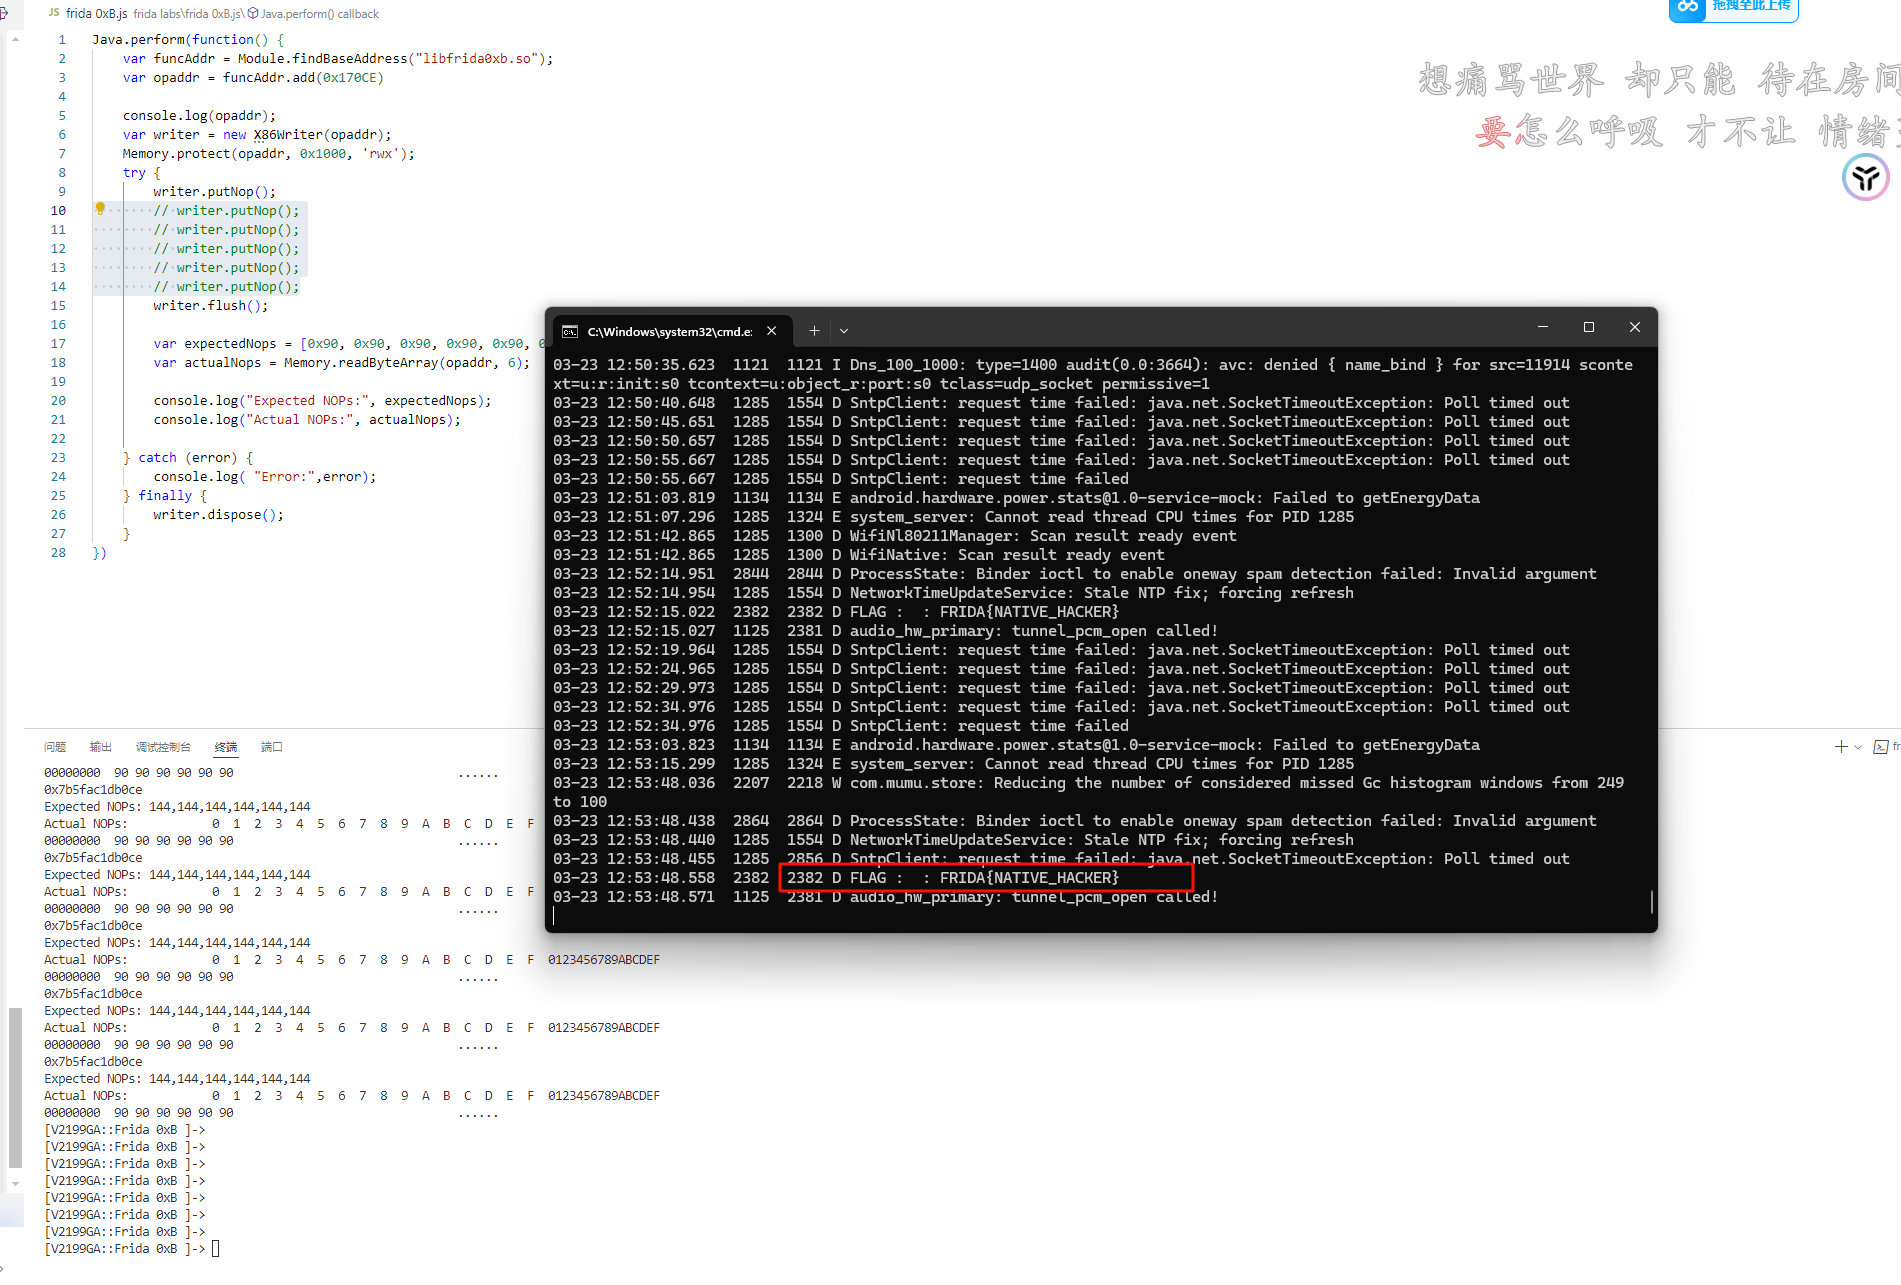 JS frida 0xB.js frida labs\frida 0xB.js\ Java.perform() callback
拖拽至此上传
想痛骂世界 却只能 待在房间
要怎么呼吸 才不让 情绪
1 Java.perform(function() {
2 var funcAddr = Module.findBaseAddress("libfrida0xb.so");
3 var opaddr = funcAddr.add(0x170CE)
4
5 console.log(opaddr);
6 var writer = new X86Writer(opaddr);
7 Memory.protect(opaddr, 0x1000, 'rwx');
8 try {
9 writer.putNop();
10 // writer.putNop();
11 // writer.putNop();
12 // writer.putNop();
13 // writer.putNop();
14 // writer.putNop();
15 writer.flush();
16
17 var expectedNops = [0x90, 0x90, 0x90, 0x90, 0x90, 0
18 var actualNops = Memory.readByteArray(opaddr, 6);
19
20 console.log("Expected NOPs:", expectedNops);
21 console.log("Actual NOPs:", actualNops);
22
23 } catch (error) {
24 console.log( "Error:",error);
25 } finally {
26 writer.dispose();
27 }
28 })
C:\Windows\system32\cmd.e:
03-23 12:50:35.623 1121 1121 I Dns_100_1000: type=1400 audit(0.0:3664): avc: denied { name_bind } for src=11914 sconte
xt=u:r:init:s0 tcontext=u:object_r:port:s0 tclass=udp_socket permissive=1
03-23 12:50:40.648 1285 1554 D SntpClient: request time failed: java.net.SocketTimeoutException: Poll timed out
03-23 12:50:45.651 1285 1554 D SntpClient: request time failed: java.net.SocketTimeoutException: Poll timed out
03-23 12:50:50.657 1285 1554 D SntpClient: request time failed: java.net.SocketTimeoutException: Poll timed out
03-23 12:50:55.667 1285 1554 D SntpClient: request time failed: java.net.SocketTimeoutException: Poll timed out
03-23 12:50:55.667 1285 1554 D SntpClient: request time failed
03-23 12:51:03.819 1134 1134 E android.hardware.power.stats@1.0-service-mock: Failed to getEnergyData
03-23 12:51:07.296 1285 1324 E system_server: Cannot read thread CPU times for PID 1285
03-23 12:51:42.865 1285 1300 D WifiNl80211Manager: Scan result ready event
03-23 12:51:42.865 1285 1300 D WifiNative: Scan result ready event
03-23 12:52:14.951 2844 2844 D ProcessState: Binder ioctl to enable oneway spam detection failed: Invalid argument
03-23 12:52:14.954 1285 1554 D NetworkTimeUpdateService: Stale NTP fix; forcing refresh
03-23 12:52:15.022 2382 2382 D FLAG :  : FRIDA{NATIVE_HACKER}
03-23 12:52:15.027 1125 2381 D audio_hw_primary: tunnel_pcm_open called!
03-23 12:52:19.964 1285 1554 D SntpClient: request time failed: java.net.SocketTimeoutException: Poll timed out
03-23 12:52:24.965 1285 1554 D SntpClient: request time failed: java.net.SocketTimeoutException: Poll timed out
03-23 12:52:29.973 1285 1554 D SntpClient: request time failed: java.net.SocketTimeoutException: Poll timed out
03-23 12:52:34.976 1285 1554 D SntpClient: request time failed: java.net.SocketTimeoutException: Poll timed out
03-23 12:52:34.976 1285 1554 D SntpClient: request time failed
03-23 12:53:03.823 1134 1134 E android.hardware.power.stats@1.0-service-mock: Failed to getEnergyData
03-23 12:53:15.299 1285 1324 E system_server: Cannot read thread CPU times for PID 1285
03-23 12:53:48.036 2207 2218 W com.mumu.store: Reducing the number of considered missed Gc histogram windows from 249
to 100
03-23 12:53:48.438 2864 2864 D ProcessState: Binder ioctl to enable oneway spam detection failed: Invalid argument
03-23 12:53:48.440 1285 1554 D NetworkTimeUpdateService: Stale NTP fix; forcing refresh
03-23 12:53:48.455 1285 2856 D SntpClient: request time failed: java.net.SocketTimeoutException: Poll timed out
03-23 12:53:48.558 2382 2382 D FLAG :  : FRIDA{NATIVE_HACKER}
03-23 12:53:48.571 1125 2381 D audio_hw_primary: tunnel_pcm_open called!
问题 输出 调试控制台 终端 端口
fr
00000000 90 90 90 90 90 90 ......
0x7b5fac1db0ce
Expected NOPs: 144,144,144,144,144,144
Actual NOPs: 0 1 2 3 4 5 6 7 8 9 A B C D E F
00000000 90 90 90 90 90 90 ......
0x7b5fac1db0ce
Expected NOPs: 144,144,144,144,144,144
Actual NOPs: 0 1 2 3 4 5 6 7 8 9 A B C D E F
00000000 90 90 90 90 90 90 ......
0x7b5fac1db0ce
Expected NOPs: 144,144,144,144,144,144
Actual NOPs: 0 1 2 3 4 5 6 7 8 9 A B C D E F 0123456789ABCDEF
00000000 90 90 90 90 90 90 ......
0x7b5fac1db0ce
Expected NOPs: 144,144,144,144,144,144
Actual NOPs: 0 1 2 3 4 5 6 7 8 9 A B C D E F 0123456789ABCDEF
00000000 90 90 90 90 90 90 ......
0x7b5fac1db0ce
Expected NOPs: 144,144,144,144,144,144
Actual NOPs: 0 1 2 3 4 5 6 7 8 9 A B C D E F 0123456789ABCDEF
00000000 90 90 90 90 90 90 ......
[V2199GA::Frida 0xB ]->
[V2199GA::Frida 0xB ]->
[V2199GA::Frida 0xB ]->
[V2199GA::Frida 0xB ]->
[V2199GA::Frida 0xB ]->
[V2199GA::Frida 0xB ]->
[V2199GA::Frida 0xB ]->
[V2199GA::Frida 0xB ]->